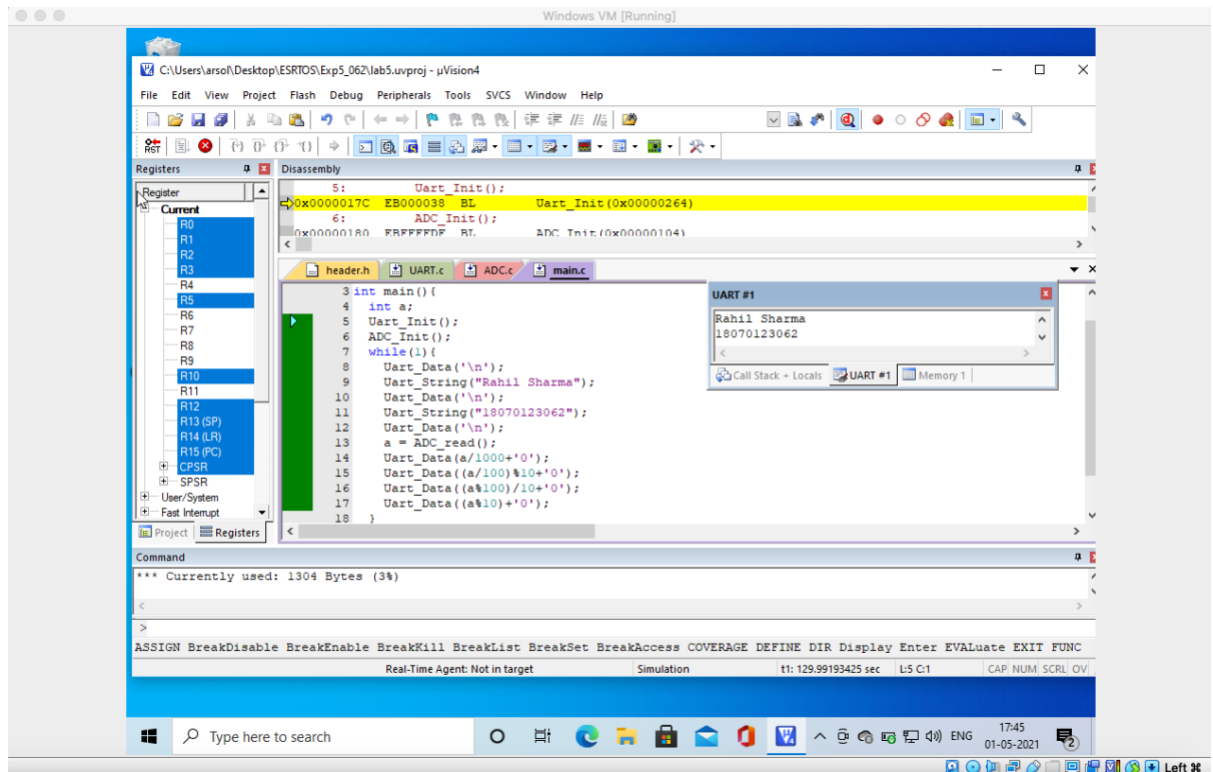 Windows VM [Running]
C:\Users\arsol\Desktop\ESRTOS\Exp5_062\lab5.uvproj - µVision4
File Edit View Project Flash Debug Peripherals Tools SVCS Window Help
RST
Registers
Register
Current
R0
R1
R2
R3
R4
R5
R6
R7
R8
R9
R10
R11
R12
R13 (SP)
R14 (LR)
R15 (PC)
CPSR
SPSR
User/System
Fast Interrupt
Project Registers
Disassembly
5: Uart_Init();
0x0000017C EB000038 BL Uart_Init(0x00000264)
6: ADC_Init();
0x00000180 EBFFFFDF BL ADC_Init(0x00000104)
header.h UART.c ADC.c main.c
3 int main(){
4 int a;
5 Uart_Init();
6 ADC_Init();
7 while(1){
8 Uart_Data('\n');
9 Uart_String("Rahil Sharma");
10 Uart_Data('\n');
11 Uart_String("18070123062");
12 Uart_Data('\n');
13 a = ADC_read();
14 Uart_Data(a/1000+'0');
15 Uart_Data((a/100)%10+'0');
16 Uart_Data((a%100)/10+'0');
17 Uart_Data((a%10)+'0');
18 }
UART #1
Rahil Sharma
18070123062
Call Stack + Locals UART #1 Memory 1
Command
*** Currently used: 1304 Bytes (3%)
>
ASSIGN BreakDisable BreakEnable BreakKill BreakList BreakSet BreakAccess COVERAGE DEFINE DIR Display Enter EVALuate EXIT FUNC
Real-Time Agent: Not in target Simulation t1: 129.99193425 sec L:5 C:1 CAP NUM SCRL OV
Type here to search
ENG
17:45
01-05-2021
2
Left ⌘